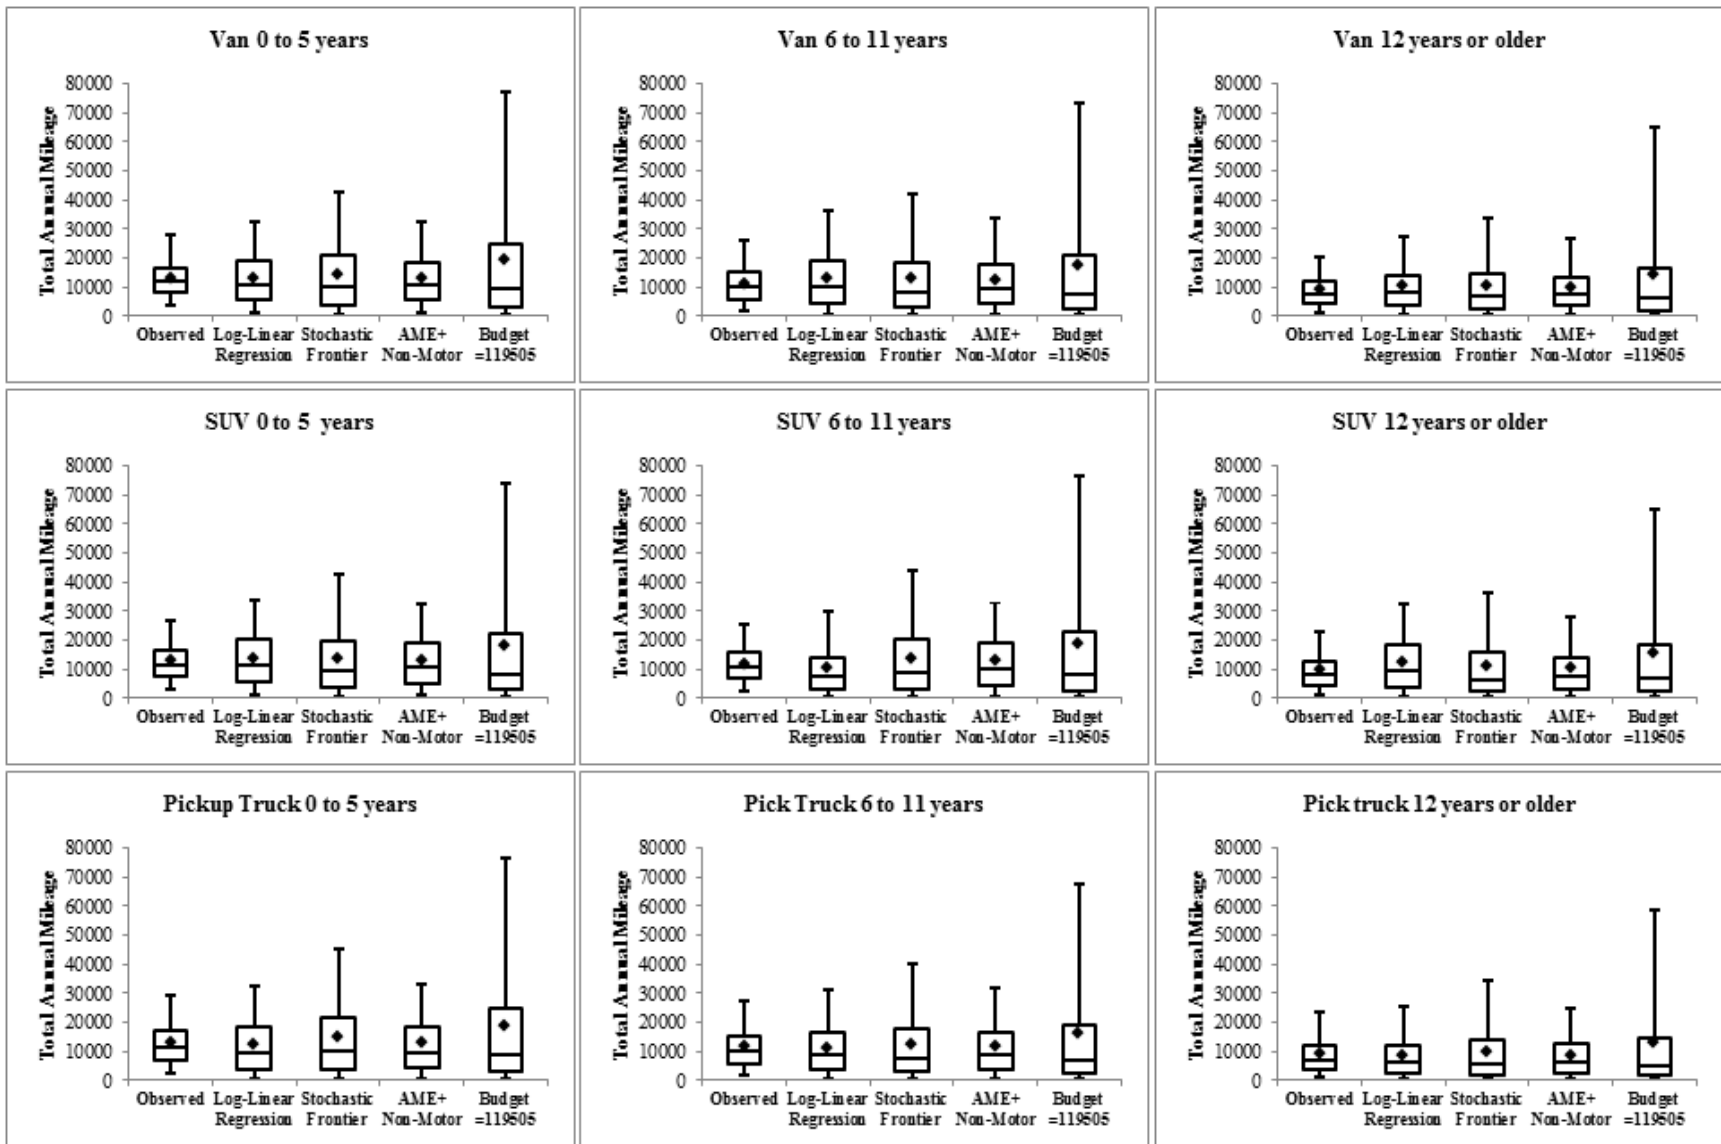 Van 0 to 5 years
Total Annual Mileage
80000
70000
60000
50000
40000
30000
20000
10000
0
Observed Log-Linear Stochastic AME+ Budget
Regression Frontier Non-Motor =119505
Van 6 to 11 years
Total Annual Mileage
80000
70000
60000
50000
40000
30000
20000
10000
0
Observed Log-Linear Stochastic AME+ Budget
Regression Frontier Non-Motor =119505
Van 12 years or older
Total Annual Mileage
80000
70000
60000
50000
40000
30000
20000
10000
0
Observed Log-Linear Stochastic AME+ Budget
Regression Frontier Non-Motor =119505
SUV 0 to 5 years
Total Annual Mileage
80000
70000
60000
50000
40000
30000
20000
10000
0
Observed Log-Linear Stochastic AME+ Budget
Regression Frontier Non-Motor =119505
SUV 6 to 11 years
Total Annual Mileage
80000
70000
60000
50000
40000
30000
20000
10000
0
Observed Log-Linear Stochastic AME+ Budget
Regression Frontier Non-Motor =119505
SUV 12 years or older
Total Annual Mileage
80000
70000
60000
50000
40000
30000
20000
10000
0
Observed Log-Linear Stochastic AME+ Budget
Regression Frontier Non-Motor =119505
Pickup Truck 0 to 5 years
Total Annual Mileage
80000
70000
60000
50000
40000
30000
20000
10000
0
Observed Log-Linear Stochastic AME+ Budget
Regression Frontier Non-Motor =119505
Pick Truck 6 to 11 years
Total Annual Mileage
80000
70000
60000
50000
40000
30000
20000
10000
0
Observed Log-Linear Stochastic AME+ Budget
Regression Frontier Non-Motor =119505
Pick truck 12 years or older
Total Annual Mileage
80000
70000
60000
50000
40000
30000
20000
10000
0
Observed Log-Linear Stochastic AME+ Budget
Regression Frontier Non-Motor =119505